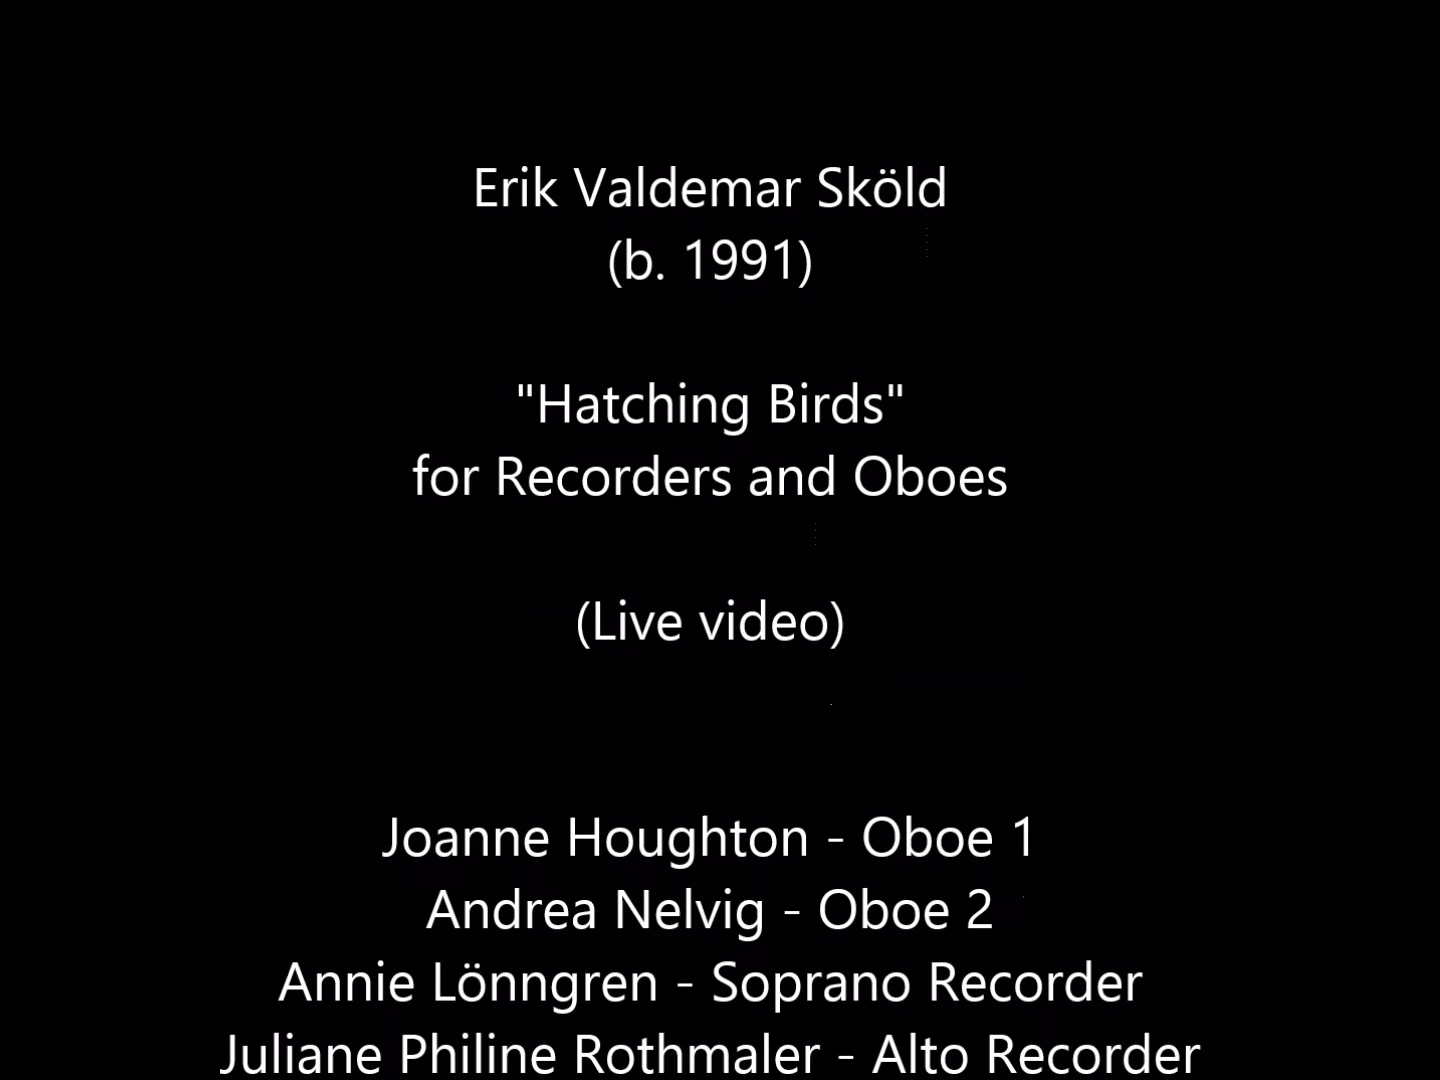 Erik Valdemar Sköld
(b. 1991)
"Hatching Birds"
for Recorders and Oboes
(Live video)
Joanne Houghton - Oboe 1
Andrea Nelvig - Oboe 2
Annie Lönngren - Soprano Recorder
Juliane Philine Rothmaler - Alto Recorder